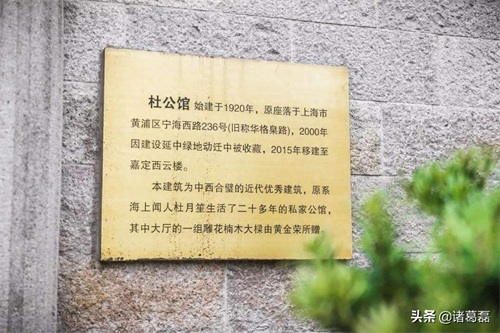 杜公馆 始建于1920年，原座落于上海市
黄浦区宁海西路236号(旧称华格臬路)，2000年
因建设延中绿地动迁中被收藏，2015年移建至
嘉定西云楼。
本建筑为中西合璧的近代优秀建筑，原系
海上闻人杜月笙生活了二十多年的私家公馆，
其中大厅的一组雕花楠木大樑由黄金荣所赠。
头条 @诸葛磊